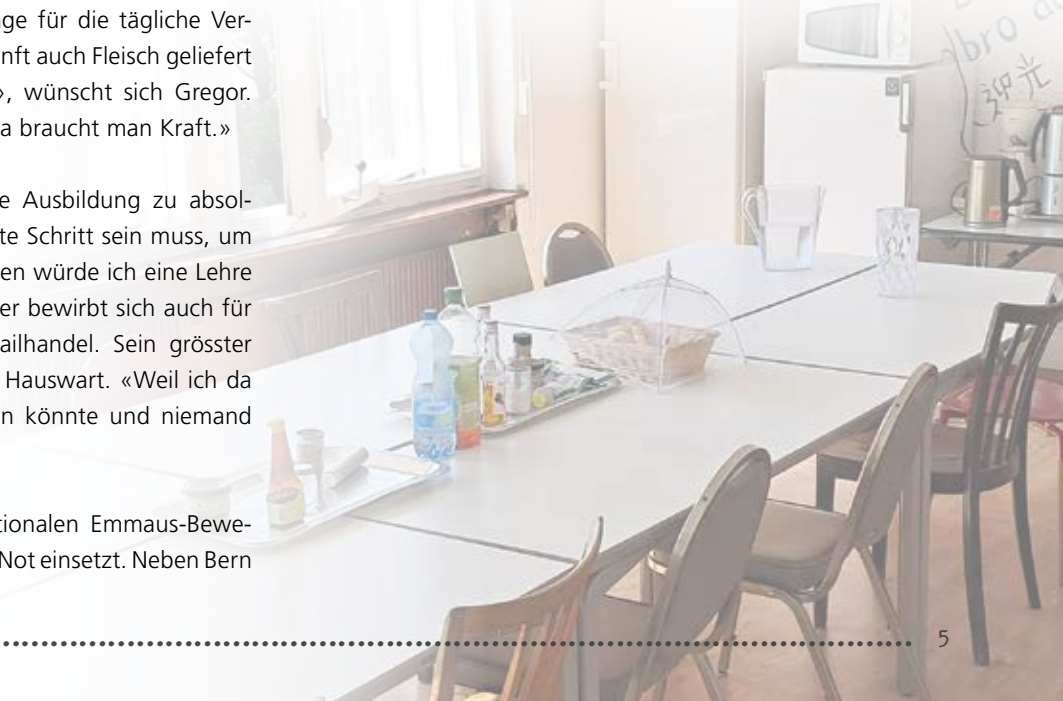 ge für die tägliche Ver-
nft auch Fleisch geliefert
», wünscht sich Gregor.
a braucht man Kraft.»
e Ausbildung zu absol-
te Schritt sein muss, um
en würde ich eine Lehre
er bewirbt sich auch für
ailhandel. Sein grösster
Hauswart. «Weil ich da
n könnte und niemand
tionalen Emmaus-Bewe-
Not einsetzt. Neben Bern
5